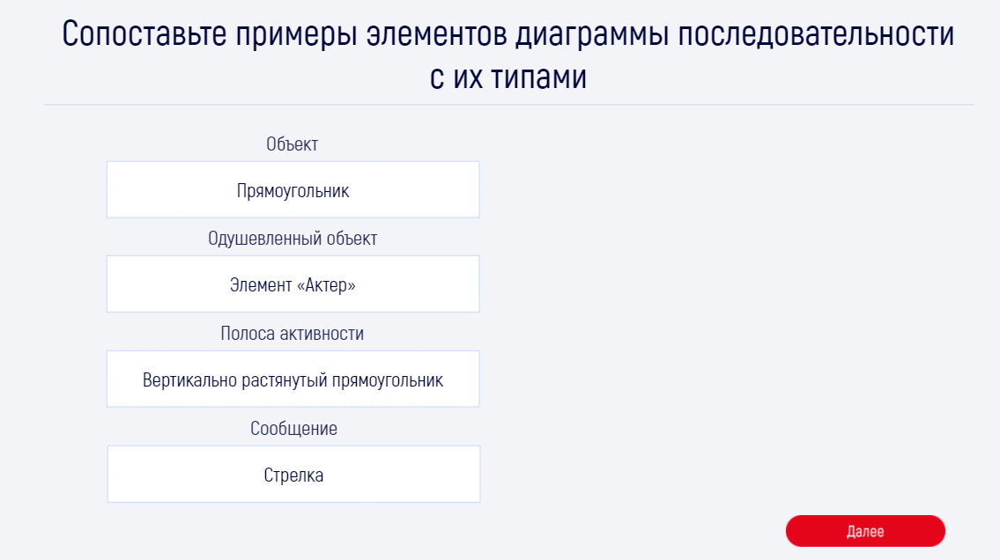 Сопоставьте примеры элементов диаграммы последовательности
с их типами
Объект
Прямоугольник
Одушевленный объект
Элемент «Актер»
Полоса активности
Вертикально растянутый прямоугольник
Сообщение
Стрелка
Далее